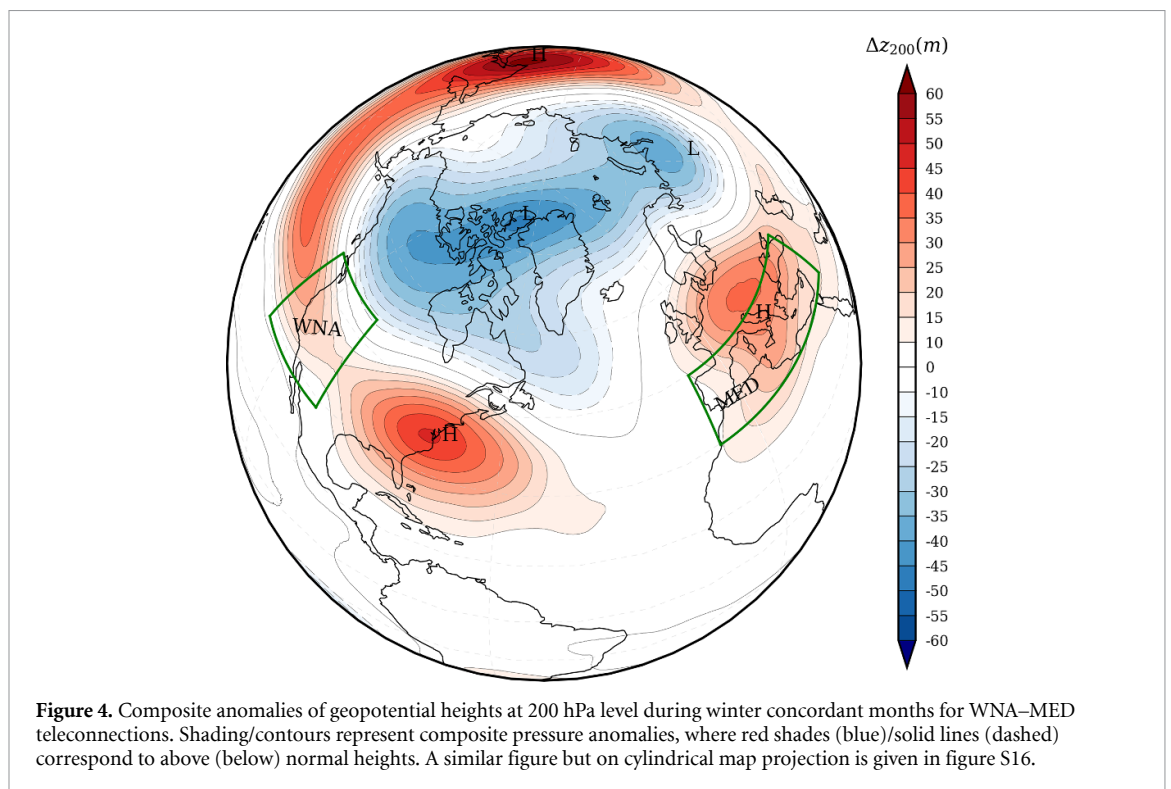 Δz200(m)
H
60
55
50
45
40
35
30
25
20
15
10
0
-10
-15
-20
-25
-30
-35
-40
-45
-50
-55
-60
L
L
H
WNA
MED
H
Figure 4. Composite anomalies of geopotential heights at 200 hPa level during winter concordant months for WNA–MED
teleconnections. Shading/contours represent composite pressure anomalies, where red shades (blue)/solid lines (dashed)
correspond to above (below) normal heights. A similar figure but on cylindrical map projection is given in figure S16.